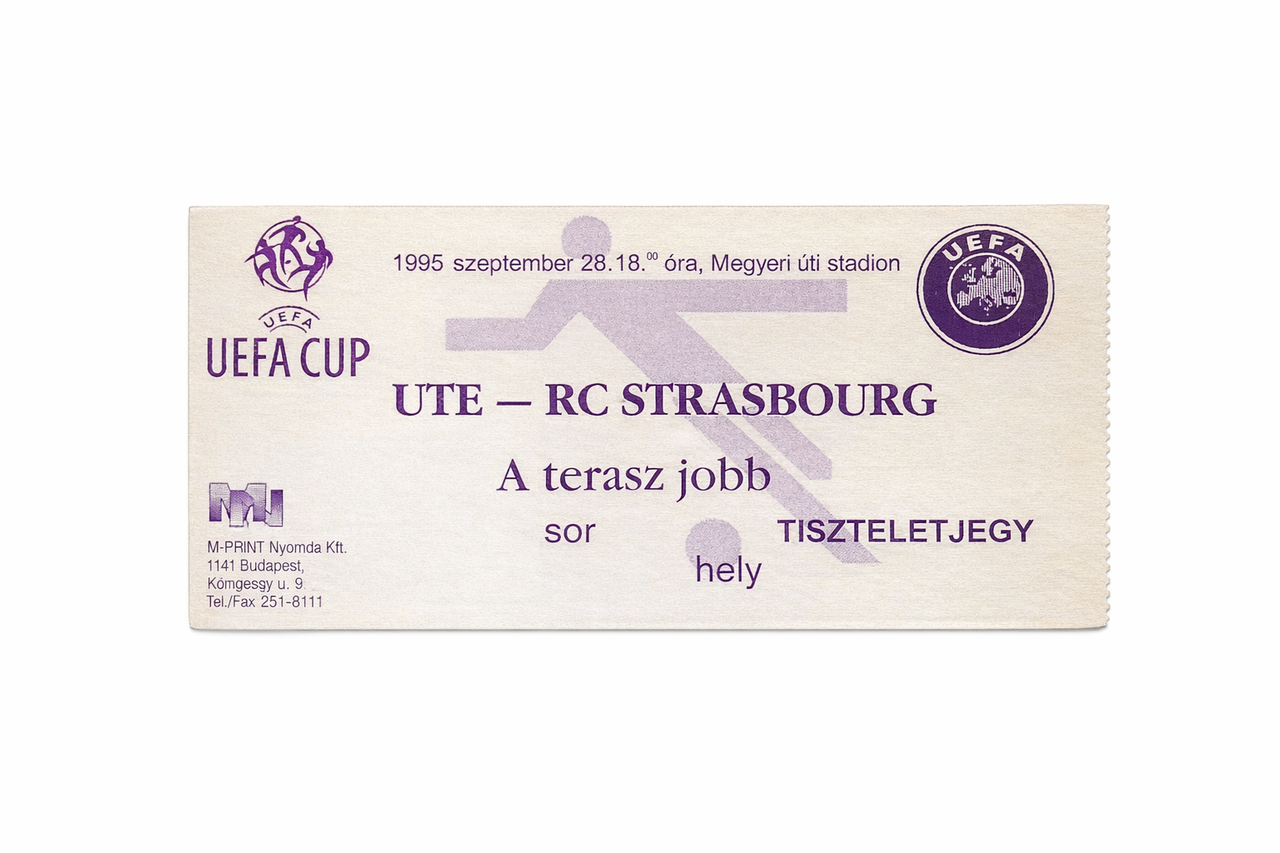 UEFA
UEFA CUP
1995 szeptember 28.18.⁰⁰ óra, Megyeri úti stadion
UEFA
UTE — RC STRASBOURG
A terasz jobb
sor
TISZTELETJEGY
hely
M-PRINT Nyomda Kft.
1141 Budapest,
Kómgessy u. 9
Tel./Fax 251-8111